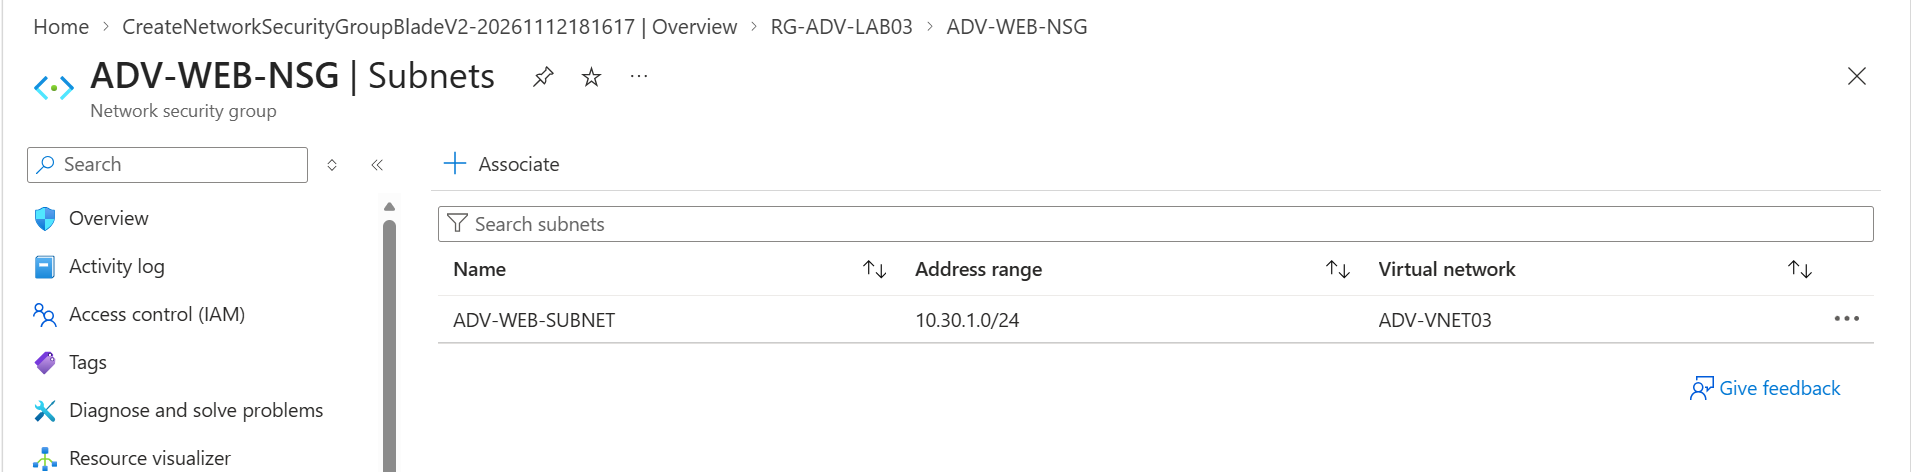 Home > CreateNetworkSecurityGroupBladeV2-20261112181617 | Overview > RG-ADV-LAB03 > ADV-WEB-NSG
ADV-WEB-NSG | Subnets
Network security group
Search
Overview
Activity log
Access control (IAM)
Tags
Diagnose and solve problems
Resource visualizer
Associate
Search subnets
Name Address range Virtual network
ADV-WEB-SUBNET 10.30.1.0/24 ADV-VNET03
Give feedback